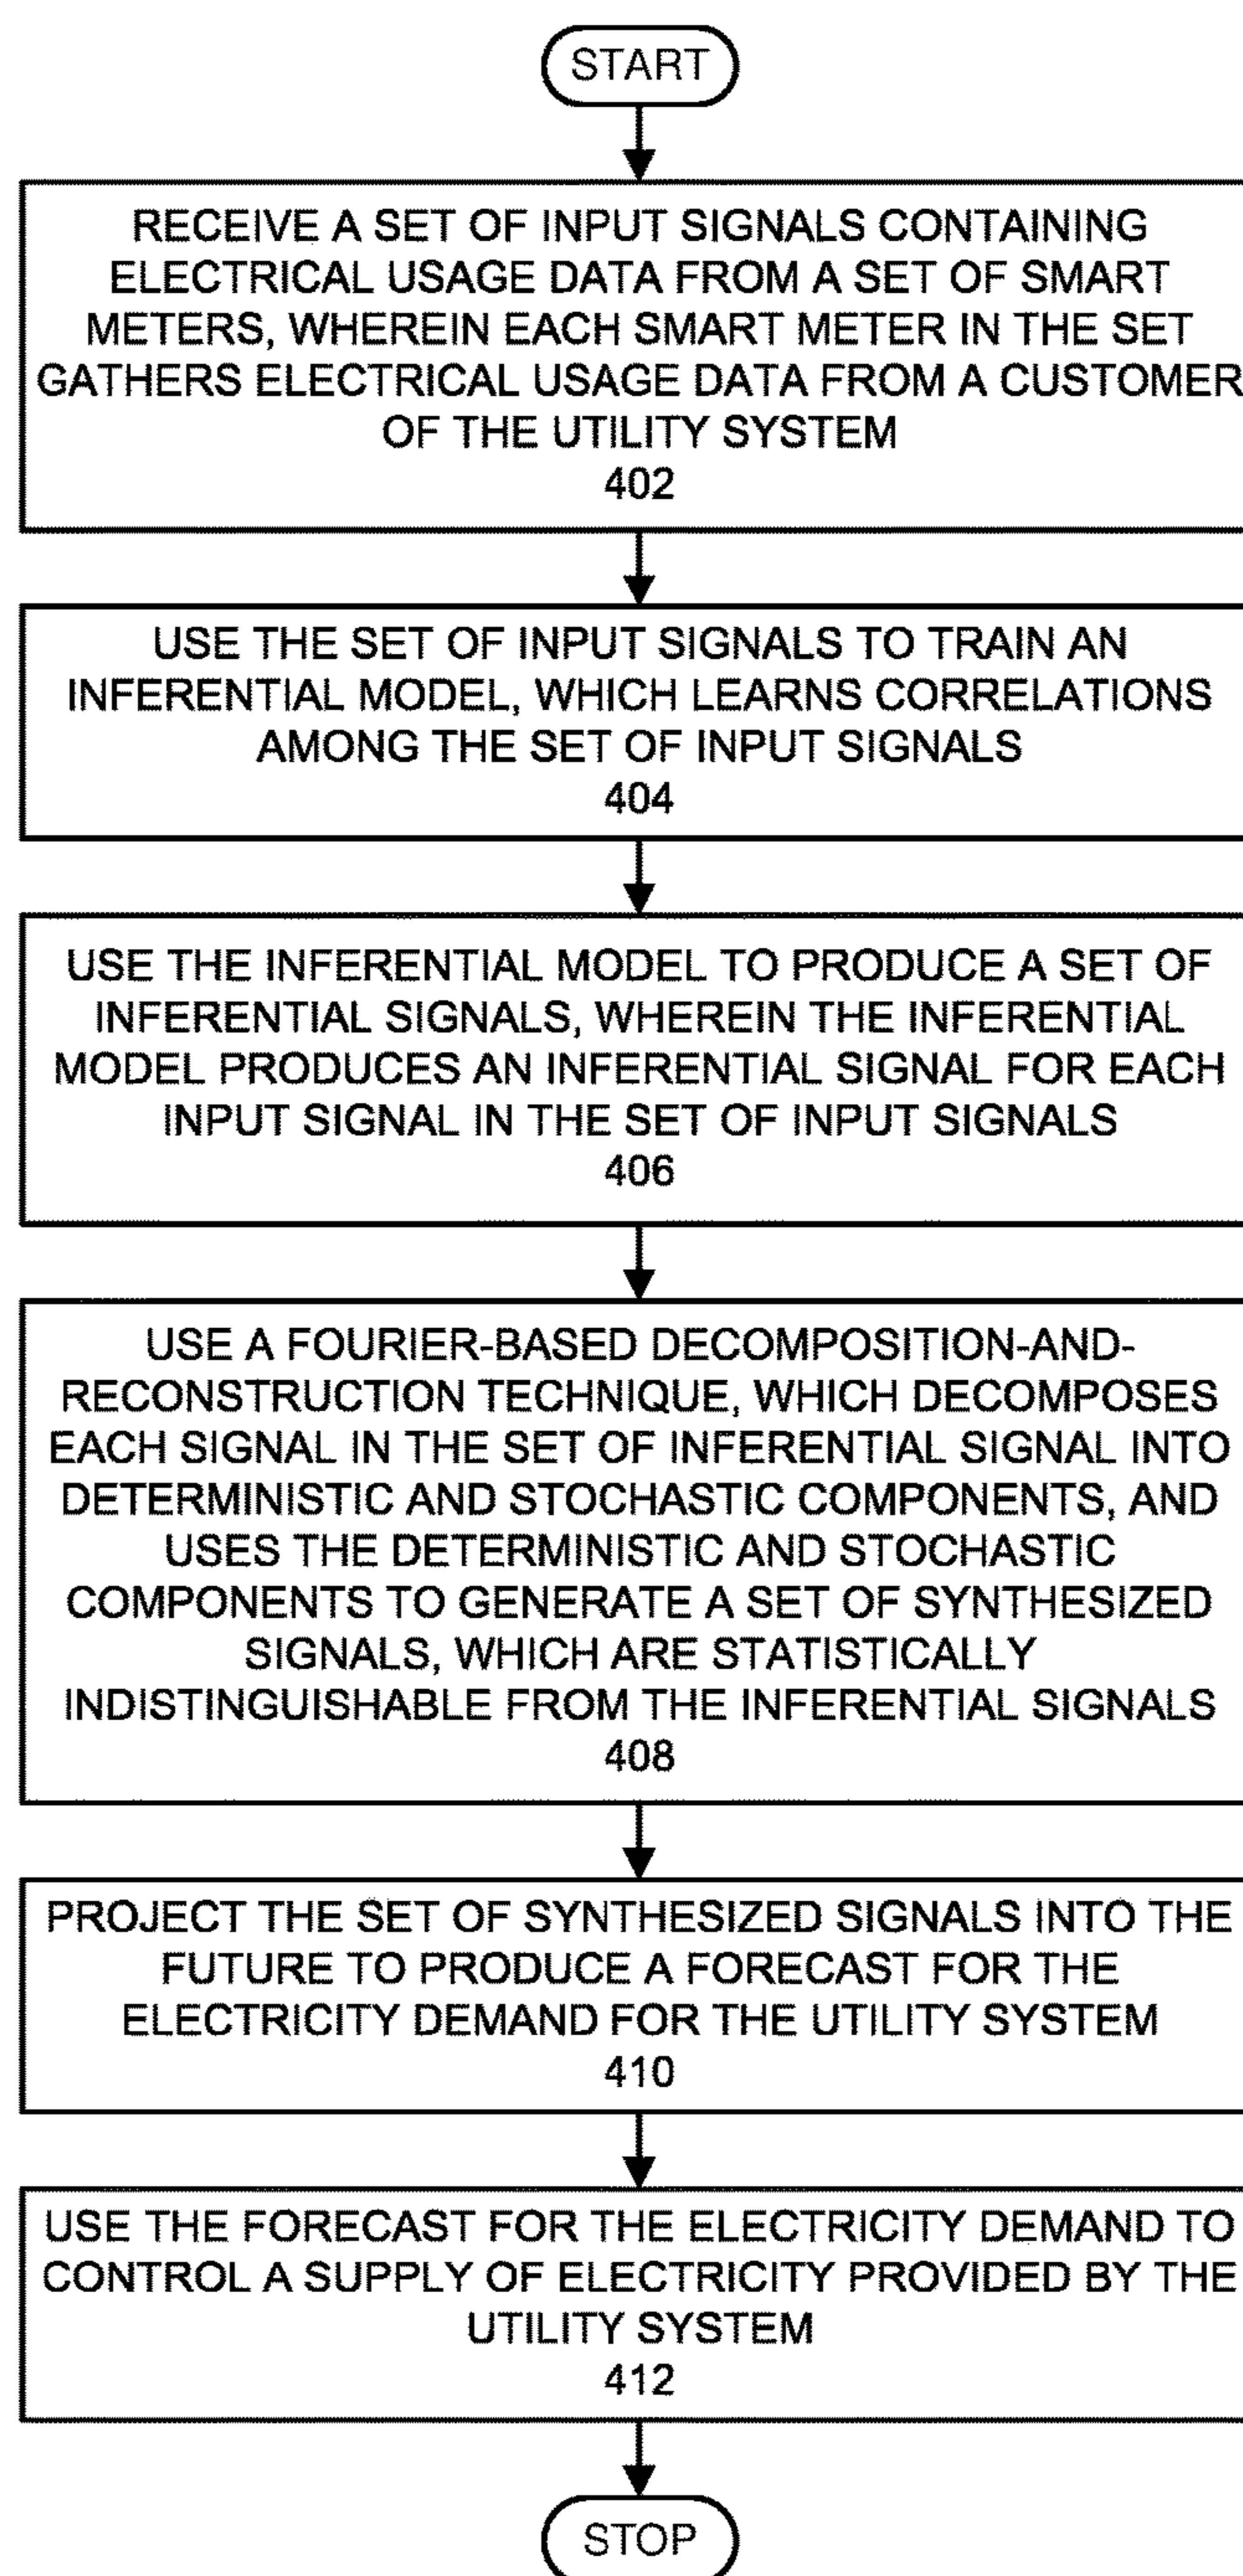 START
RECEIVE A SET OF INPUT SIGNALS CONTAINING
ELECTRICAL USAGE DATA FROM A SET OF SMART
METERS, WHEREIN EACH SMART METER IN THE SET
GATHERS ELECTRICAL USAGE DATA FROM A CUSTOMER
OF THE UTILITY SYSTEM
402
USE THE SET OF INPUT SIGNALS TO TRAIN AN
INFERENTIAL MODEL, WHICH LEARNS CORRELATIONS
AMONG THE SET OF INPUT SIGNALS
404
USE THE INFERENTIAL MODEL TO PRODUCE A SET OF
INFERENTIAL SIGNALS, WHEREIN THE INFERENTIAL
MODEL PRODUCES AN INFERENTIAL SIGNAL FOR EACH
INPUT SIGNAL IN THE SET OF INPUT SIGNALS
406
USE A FOURIER-BASED DECOMPOSITION-AND-
RECONSTRUCTION TECHNIQUE, WHICH DECOMPOSES
EACH SIGNAL IN THE SET OF INFERENTIAL SIGNAL INTO
DETERMINISTIC AND STOCHASTIC COMPONENTS, AND
USES THE DETERMINISTIC AND STOCHASTIC
COMPONENTS TO GENERATE A SET OF SYNTHESIZED
SIGNALS, WHICH ARE STATISTICALLY
INDISTINGUISHABLE FROM THE INFERENTIAL SIGNALS
408
PROJECT THE SET OF SYNTHESIZED SIGNALS INTO THE
FUTURE TO PRODUCE A FORECAST FOR THE
ELECTRICITY DEMAND FOR THE UTILITY SYSTEM
410
USE THE FORECAST FOR THE ELECTRICITY DEMAND TO
CONTROL A SUPPLY OF ELECTRICITY PROVIDED BY THE
UTILITY SYSTEM
412
STOP